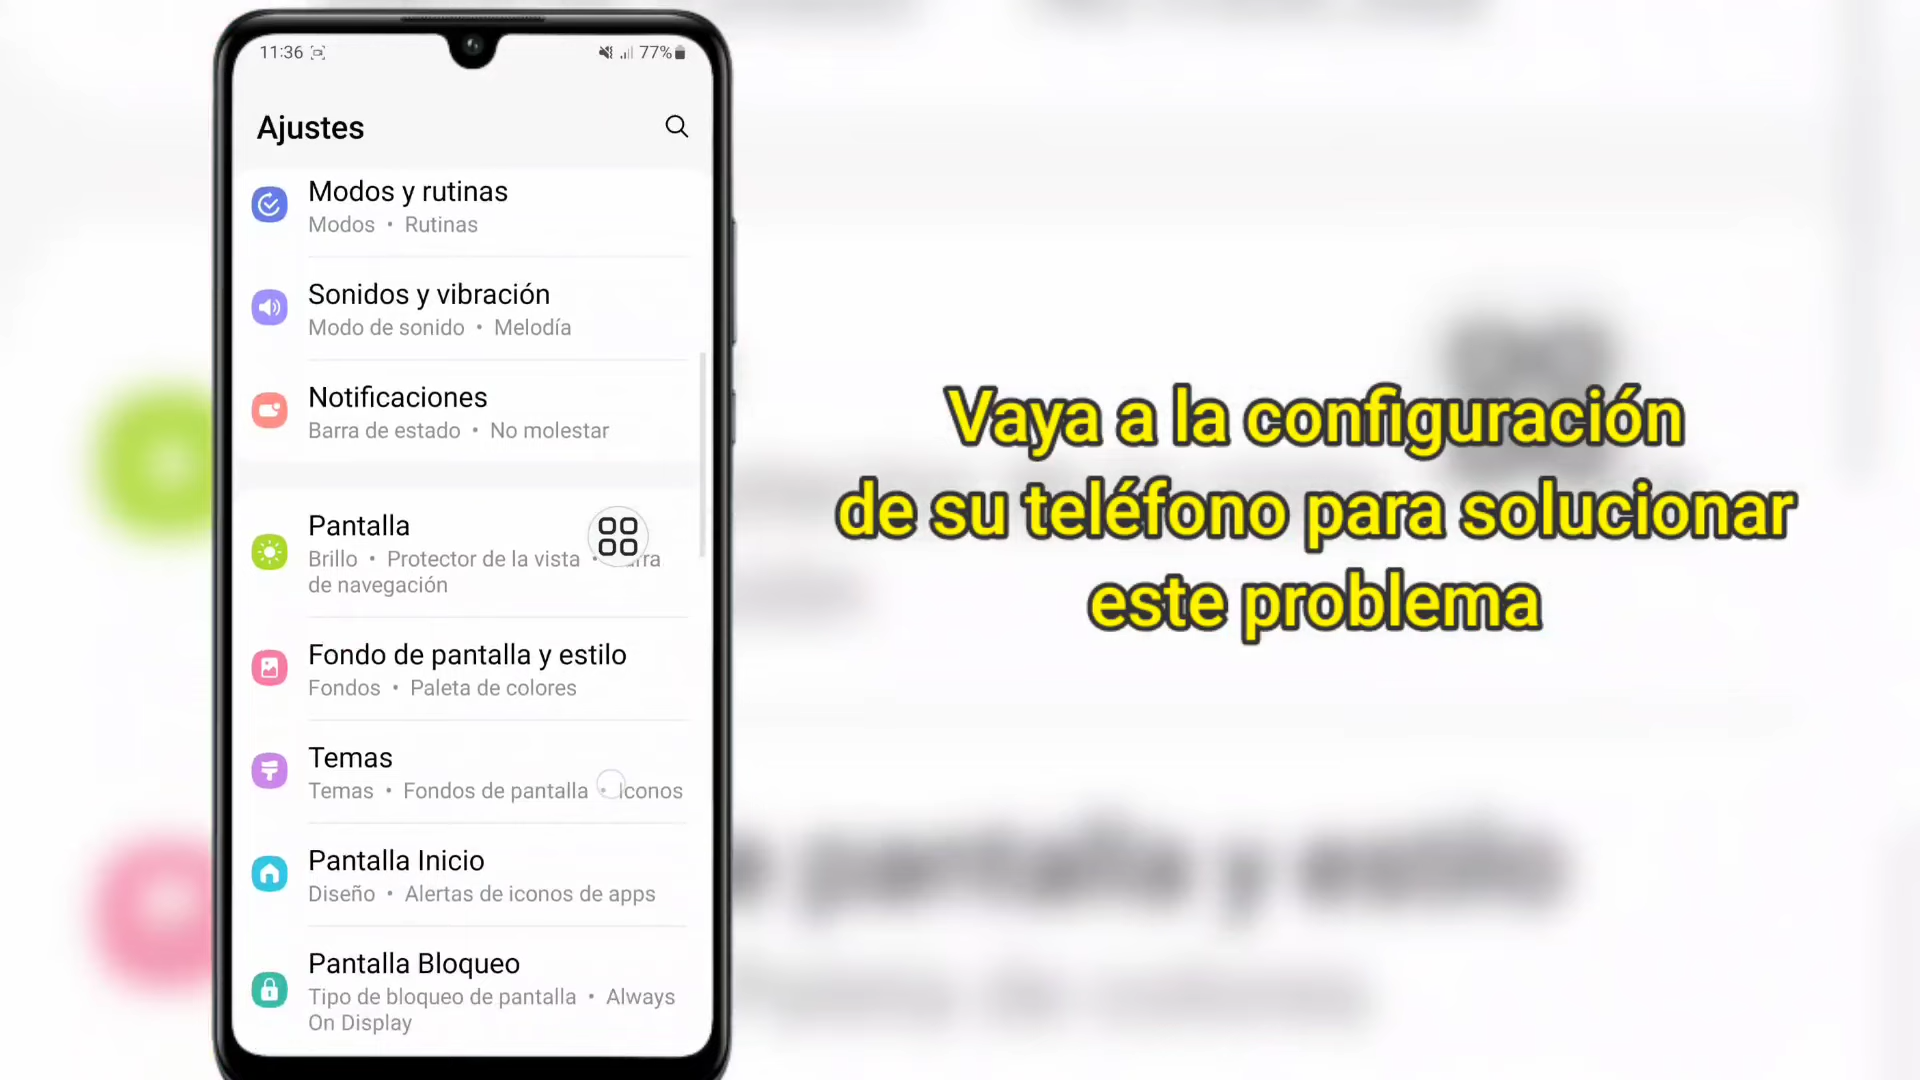 11:36
77%
Ajustes
Modos y rutinas
Modos • Rutinas
Sonidos y vibración
Modo de sonido • Melodía
Notificaciones
Barra de estado • No molestar
Pantalla
Brillo • Protector de la vista •
de navegación
Fondo de pantalla y estilo
Fondos • Paleta de colores
Temas
Temas • Fondos de pantalla • Iconos
Pantalla Inicio
Diseño • Alertas de iconos de apps
Pantalla Bloqueo
Tipo de bloqueo de pantalla • Always
On Display
Vaya a la configuración
de su teléfono para solucionar
este problema
pantalla y estilo